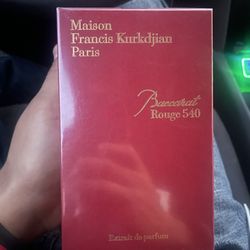 Maison
Francis Kurkdjian
Paris
Baccarat
Rouge 540
Extrait de parfum